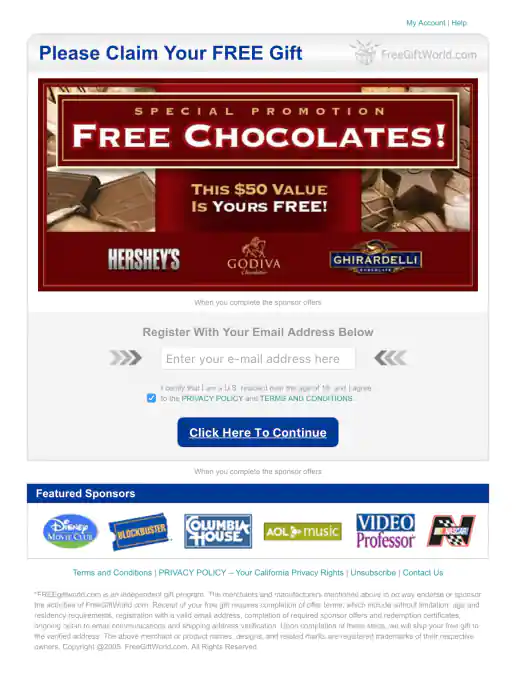 My Account | Help
Please Claim Your FREE Gift
FreeGiftWorld.com
SPECIAL PROMOTION
FREE CHOCOLATES!
THIS $50 VALUE
IS YOURS FREE!
HERSHEY'S
GODIVA
Chocolatier
GHIRARDELLI
CHOCOLATE
When you complete the sponsor offers
Register With Your Email Address Below
Enter your e-mail address here
I certify that I am a U.S. resident over the age of 18, and I agree
to the PRIVACY POLICY and TERMS AND CONDITIONS.
Click Here To Continue
When you complete the sponsor offers
Featured Sponsors
Disney MOVIE CLUB
BLOCKBUSTER
COLUMBIA HOUSE
AOL music
VIDEO Professor
Terms and Conditions | PRIVACY POLICY – Your California Privacy Rights | Unsubscribe | Contact Us
*FREEgiftworld.com is an independent gift program. The merchants and manufacturers mentioned above in no way endorse or sponsor
the activities of FreeGiftWorld.com. Receipt of your free gift requires completion of offer terms, which include without limitation: age and
residency requirements, registration with a valid email address, completion of required sponsor offers and redemption certificates,
ongoing opt-in to email communications and shipping address verification. Upon completion of these steps, we will ship your free gift to
the verified address. The above merchant or product names, designs, and related marks are registered trademarks of their respective
owners. Copyright @2005. FreeGiftWorld.com. All Rights Reserved.